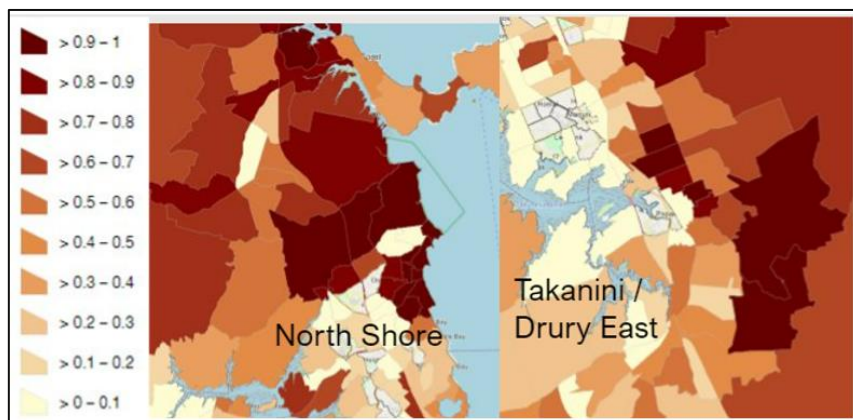 > 0.9 – 1
> 0.8 – 0.9
> 0.7 – 0.8
> 0.6 – 0.7
> 0.5 – 0.6
> 0.4 – 0.5
> 0.3 – 0.4
> 0.2 – 0.3
> 0.1 – 0.2
> 0 – 0.1
North Shore
Takanini /
Drury East